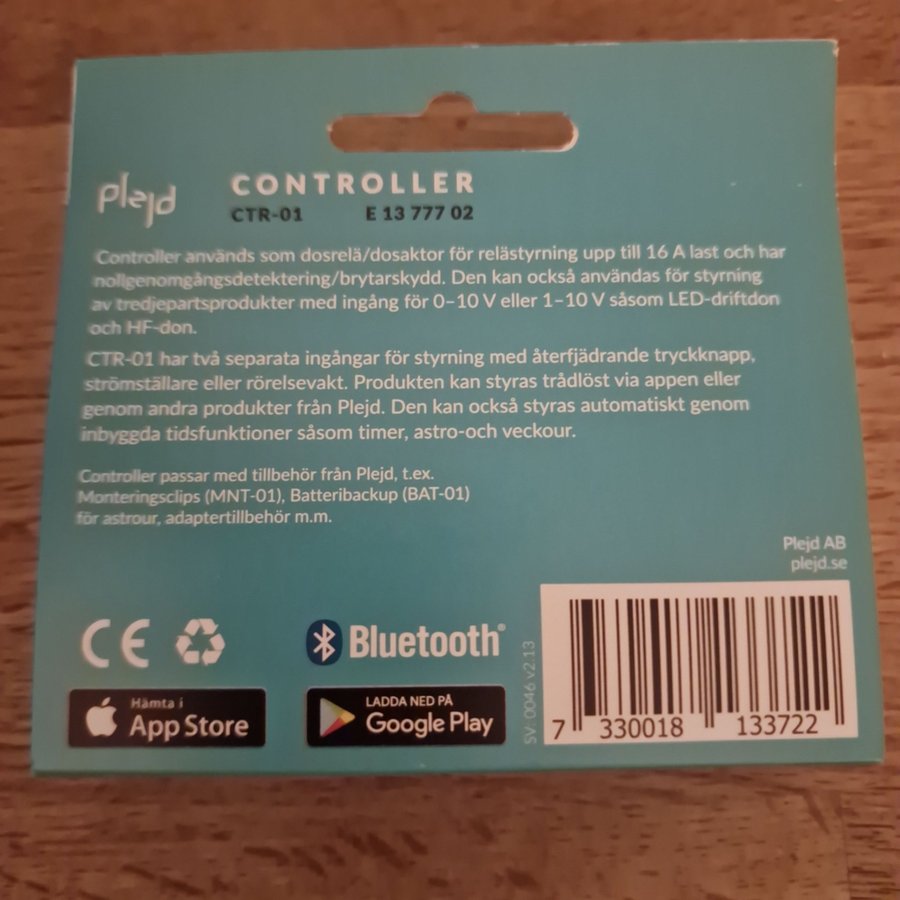 plejd
CONTROLLER
CTR-01 E 13 777 02
Controller används som dosrelä/dosaktor för relästyrning upp till 16 A last och har
nollgenomgångsdetektering/brytarskydd. Den kan också användas för styrning
av tredjepartsprodukter med ingång för 0–10 V eller 1–10 V såsom LED-driftdon
och HF-don.
CTR-01 har två separata ingångar för styrning med återfjädrande tryckknapp,
strömställare eller rörelsevakt. Produkten kan styras trådlöst via appen eller
genom andra produkter från Plejd. Den kan också styras automatiskt genom
inbyggda tidsfunktioner såsom timer, astro-och veckour.
Controller passar med tillbehör från Plejd, t.ex.
Monteringsclips (MNT-01), Batteribackup (BAT-01)
för astrour, adaptertillbehör m.m.
Plejd AB
plejd.se
CE
Bluetooth®
Hämta i
App Store
LADDA NED PÅ
Google Play
SV: 0046 v2.13
7 330018 133722